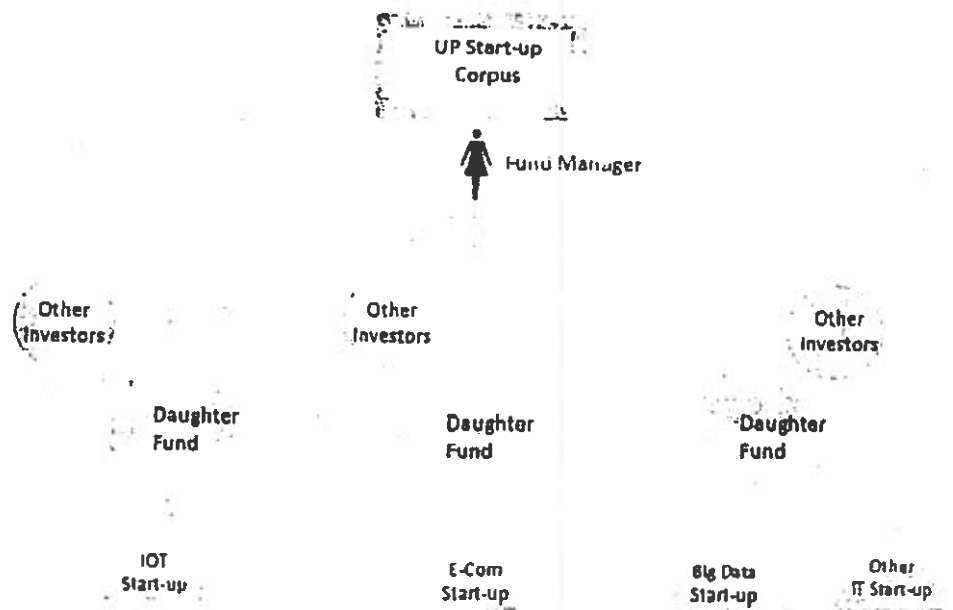 UP Start-up
Corpus
Fund Manager
Other
Investors
Other
Investors
Other
Investors
Daughter
Fund
Daughter
Fund
Daughter
Fund
IOT
Start-up
E-Com
Start-up
Big Data
Start-up
Other
IT Start-up